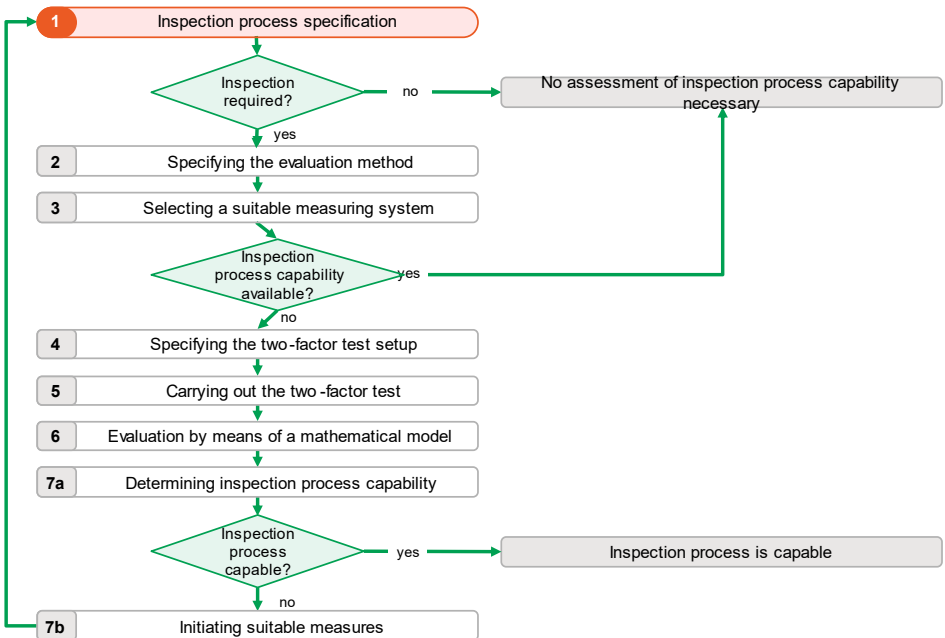 1 Inspection process specification
Inspection
required?
no
No assessment of inspection process capability
necessary
yes
2 Specifying the evaluation method
3 Selecting a suitable measuring system
Inspection
process capability
available?
yes
no
4 Specifying the two-factor test setup
5 Carrying out the two-factor test
6 Evaluation by means of a mathematical model
7a Determining inspection process capability
Inspection
process
capable?
yes
Inspection process is capable
no
7b Initiating suitable measures